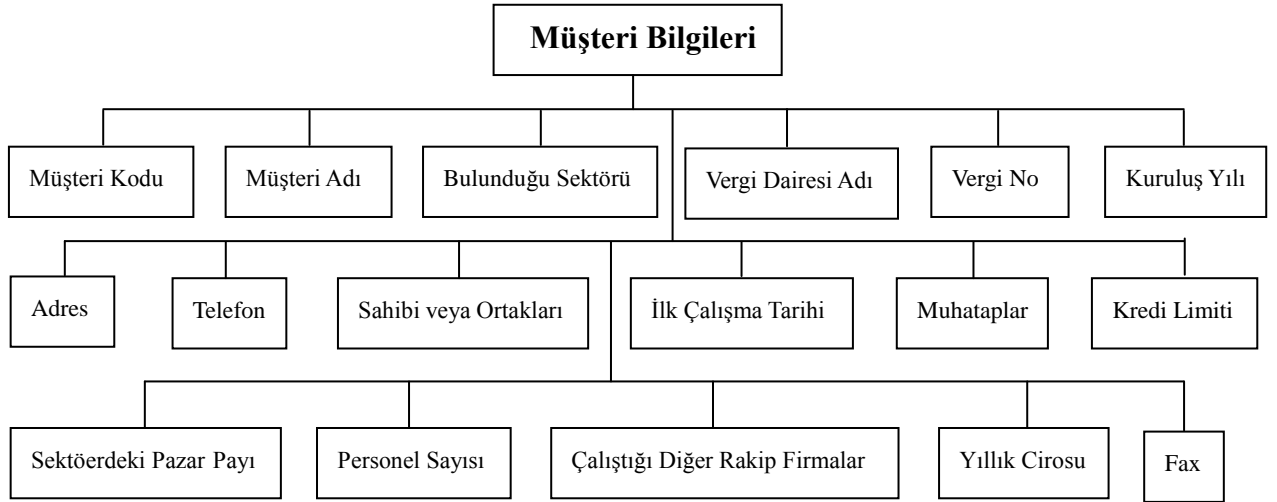 Müşteri Bilgileri
Müşteri Kodu
Müşteri Adı
Bulunduğu Sektörü
Vergi Dairesi Adı
Vergi No
Kuruluş Yılı
Adres
Telefon
Sahibi veya Ortakları
İlk Çalışma Tarihi
Muhataplar
Kredi Limiti
Sektöerdeki Pazar Payı
Personel Sayısı
Çalıştığı Diğer Rakip Firmalar
Yıllık Cirosu
Fax